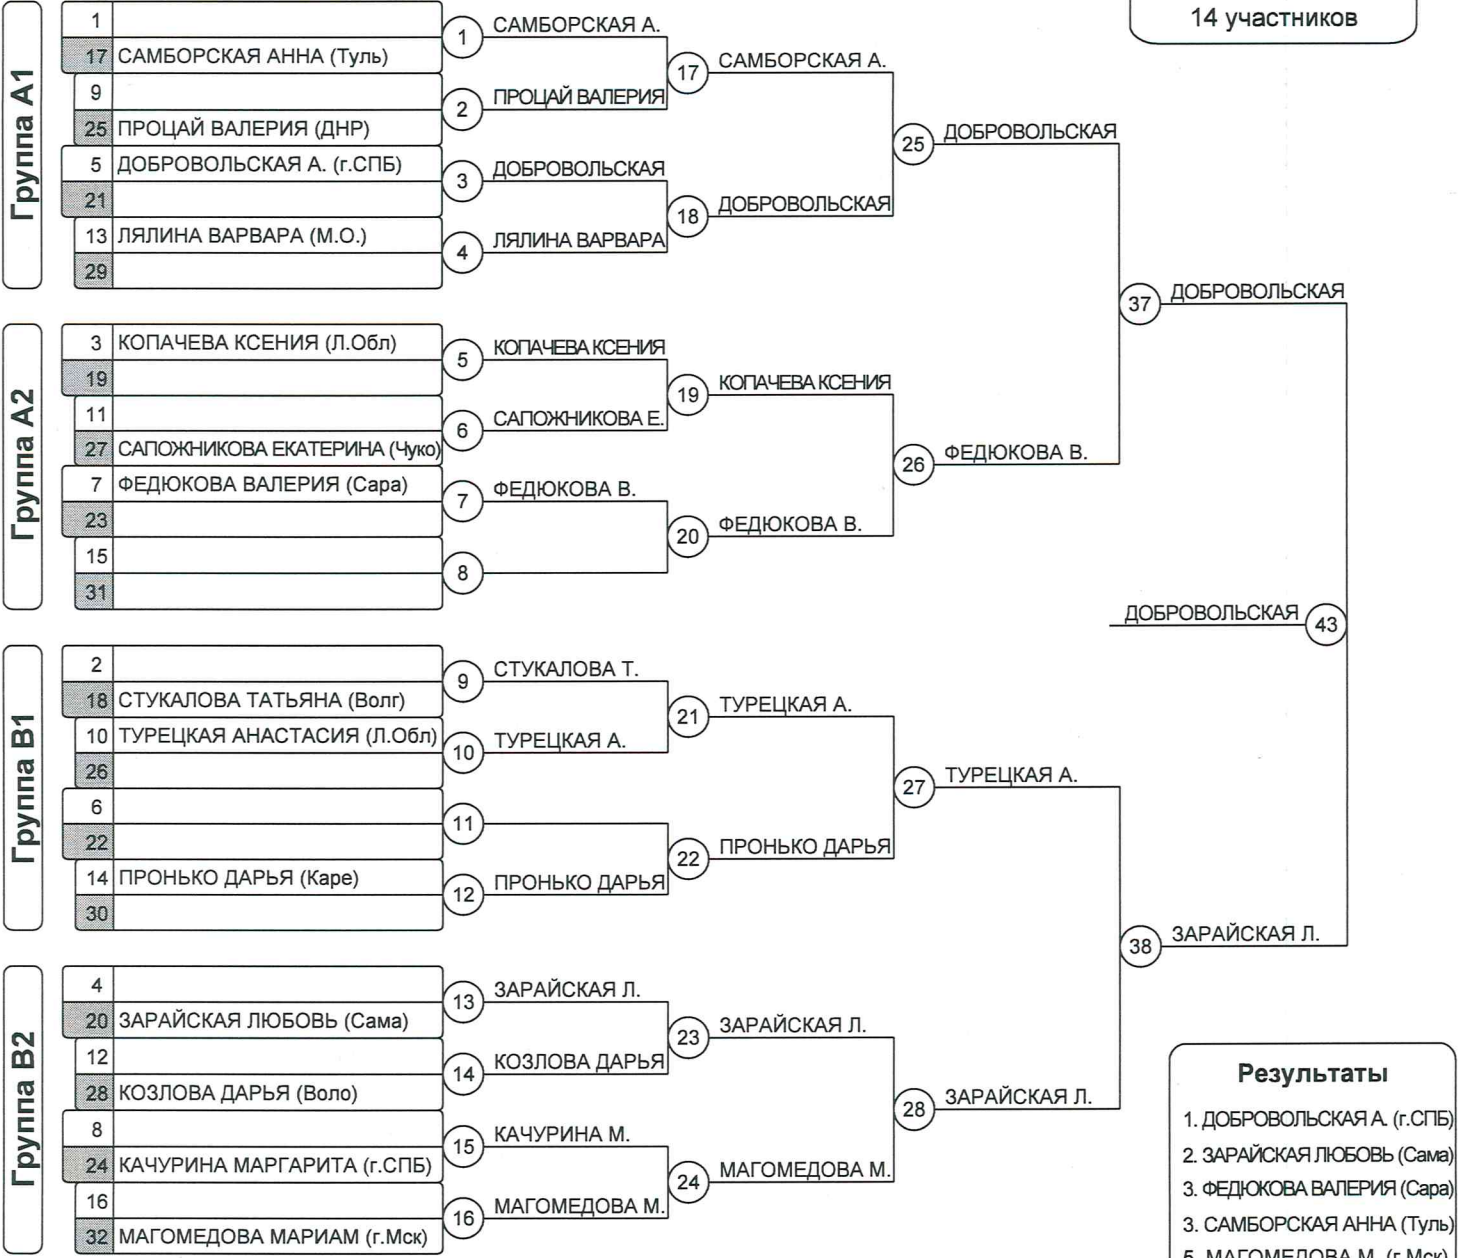 14 участников
Группа А1
1
17 САМБОРСКАЯ АННА (Туль)
9
25 ПРОЦАЙ ВАЛЕРИЯ (ДНР)
5 ДОБРОВОЛЬСКАЯ А. (г.СПБ)
21
13 ЛЯЛИНА ВАРВАРА (М.О.)
29
Группа А2
3 КОПАЧЕВА КСЕНИЯ (Л.Обл)
19
11
27 САПОЖНИКОВА ЕКАТЕРИНА (Чуко)
7 ФЕДЮКОВА ВАЛЕРИЯ (Сара)
23
15
31
Группа В1
2
18 СТУКАЛОВА ТАТЬЯНА (Волг)
10 ТУРЕЦКАЯ АНАСТАСИЯ (Л.Обл)
26
6
22
14 ПРОНЬКО ДАРЬЯ (Каре)
30
Группа В2
4
20 ЗАРАЙСКАЯ ЛЮБОВЬ (Сама)
12
28 КОЗЛОВА ДАРЬЯ (Воло)
8
24 КАЧУРИНА МАРГАРИТА (г.СПБ)
16
32 МАГОМЕДОВА МАРИАМ (г.Мск)
1 САМБОРСКАЯ А.
2 ПРОЦАЙ ВАЛЕРИЯ
3 ДОБРОВОЛЬСКАЯ
4 ЛЯЛИНА ВАРВАРА
5 КОПАЧЕВА КСЕНИЯ
6 САПОЖНИКОВА Е.
7 ФЕДЮКОВА В.
8
9 СТУКАЛОВА Т.
10 ТУРЕЦКАЯ А.
11
12 ПРОНЬКО ДАРЬЯ
13 ЗАРАЙСКАЯ Л.
14 КОЗЛОВА ДАРЬЯ
15 КАЧУРИНА М.
16 МАГОМЕДОВА М.
17 САМБОРСКАЯ А.
18 ДОБРОВОЛЬСКАЯ
19 КОПАЧЕВА КСЕНИЯ
20 ФЕДЮКОВА В.
21 ТУРЕЦКАЯ А.
22 ПРОНЬКО ДАРЬЯ
23 ЗАРАЙСКАЯ Л.
24 МАГОМЕДОВА М.
25 ДОБРОВОЛЬСКАЯ
26 ФЕДЮКОВА В.
27 ТУРЕЦКАЯ А.
28 ЗАРАЙСКАЯ Л.
37 ДОБРОВОЛЬСКАЯ
38 ЗАРАЙСКАЯ Л.
ДОБРОВОЛЬСКАЯ 43
Результаты
1. ДОБРОВОЛЬСКАЯ А. (г.СПБ)
2. ЗАРАЙСКАЯ ЛЮБОВЬ (Сама)
3. ФЕДЮКОВА ВАЛЕРИЯ (Сара)
3. САМБОРСКАЯ АННА (Туль)
5. МАГОМЕДОВА М. (г.Мск)